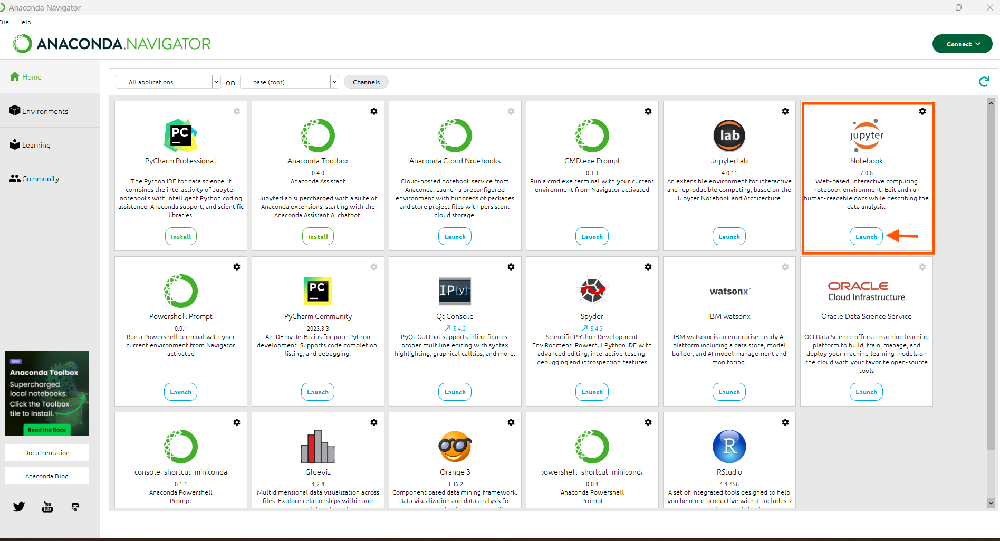 Anaconda Navigator
File Help
ANACONDA.NAVIGATOR
Connect
Home
Environments
Learning
Community
All applications on base (root) Channels
PC
PyCharm Professional
The Python IDE for data science. It
combines the interactivity of Jupyter
notebooks with intelligent Python coding
assistance, Anaconda support, and scientific
libraries.
Install
Anaconda Toolbox
0.4.0
Anaconda Assistant
JupyterLab supercharged with a suite of
Anaconda extensions, starting with the
Anaconda Assistant AI chatbot.
Install
Anaconda Cloud Notebooks
Cloud-hosted notebook service from
Anaconda. Launch a preconfigured
environment with hundreds of packages
and store project files with persistent
cloud storage.
Launch
CMD.exe Prompt
0.1.1
Run a cmd.exe terminal with your current
environment from Navigator activated
Launch
lab
JupyterLab
4.0.11
An extensible environment for interactive
and reproducible computing, based on the
Jupyter Notebook and Architecture.
Launch
jupyter
Notebook
7.0.8
Web-based, interactive computing
notebook environment. Edit and run
human-readable docs while describing the
data analysis.
Launch
Powershell Prompt
0.0.1
Run a Powershell terminal with your
current environment from Navigator
activated
Launch
PC
PyCharm Community
2023.3.3
An IDE by JetBrains for pure Python
development. Supports code completion,
listing, and debugging.
Launch
IP[y]:
Qt Console
5.4.2
PyQt GUI that supports inline figures,
proper multiline editing with syntax
highlighting, graphical calltips, and more.
Launch
Spyder
5.4.3
Scientific PYthon Development
EnviRonment. Powerful Python IDE with
advanced editing, interactive testing,
debugging and introspection features
Launch
watsonx™
IBM watsonx
IBM watsonx is an enterprise-ready AI
platform including a data store, model
builder, and AI model management and
monitoring.
Launch
ORACLE
Cloud Infrastructure
Oracle Data Science Service
OCI Data Science offers a machine learning
platform to build, train, manage, and
deploy your machine learning models on
the cloud with your favorite open-source
tools
Launch
console_shortcut_miniconda
0.1.1
Anaconda Powershell
Prompt
Glueviz
1.2.4
Multidimensional data visualization across
files. Explore relationships within and
Orange 3
3.36.2
Component based data mining framework.
Data visualization and data analysis for
powershell_shortcut_miniconda
0.0.1
Anaconda Powershell
Prompt
R
RStudio
1.1.456
A set of integrated tools designed to help
you be more productive with R. Includes R
NEW
Anaconda Toolbox
Supercharged
local notebooks.
Click the Toolbox
tile to Install.
Read the Docs
Documentation
Anaconda Blog
You
Tube